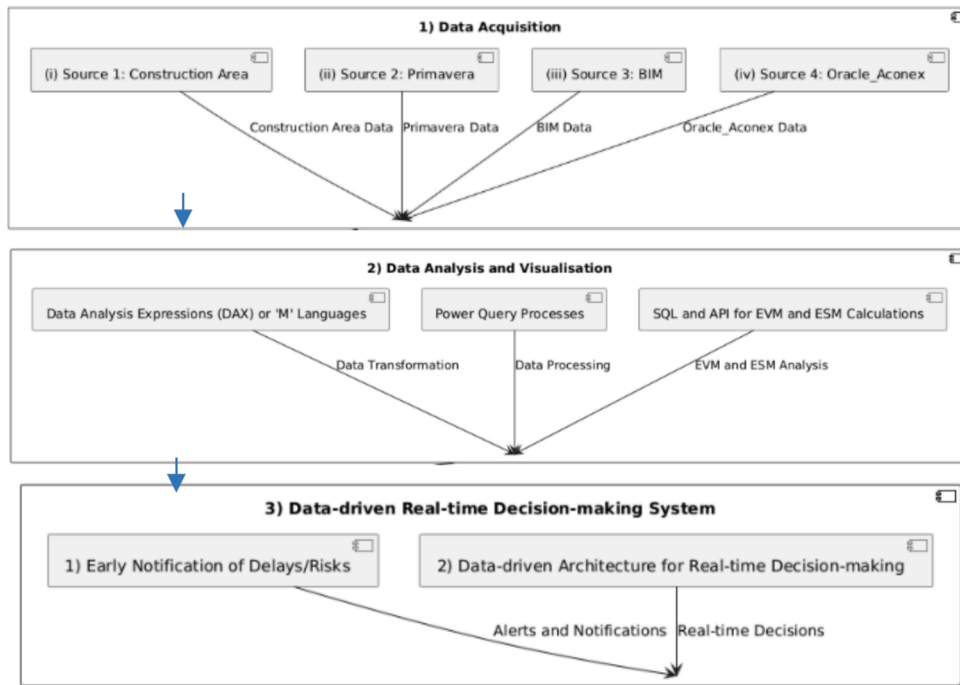 1) Data Acquisition
(i) Source 1: Construction Area
(ii) Source 2: Primavera
(iii) Source 3: BIM
(iv) Source 4: Oracle_Aconex
Construction Area Data
Primavera Data
BIM Data
Oracle_Aconex Data
2) Data Analysis and Visualisation
Data Analysis Expressions (DAX) or 'M' Languages
Power Query Processes
SQL and API for EVM and ESM Calculations
Data Transformation
Data Processing
EVM and ESM Analysis
3) Data-driven Real-time Decision-making System
1) Early Notification of Delays/Risks
2) Data-driven Architecture for Real-time Decision-making
Alerts and Notifications
Real-time Decisions